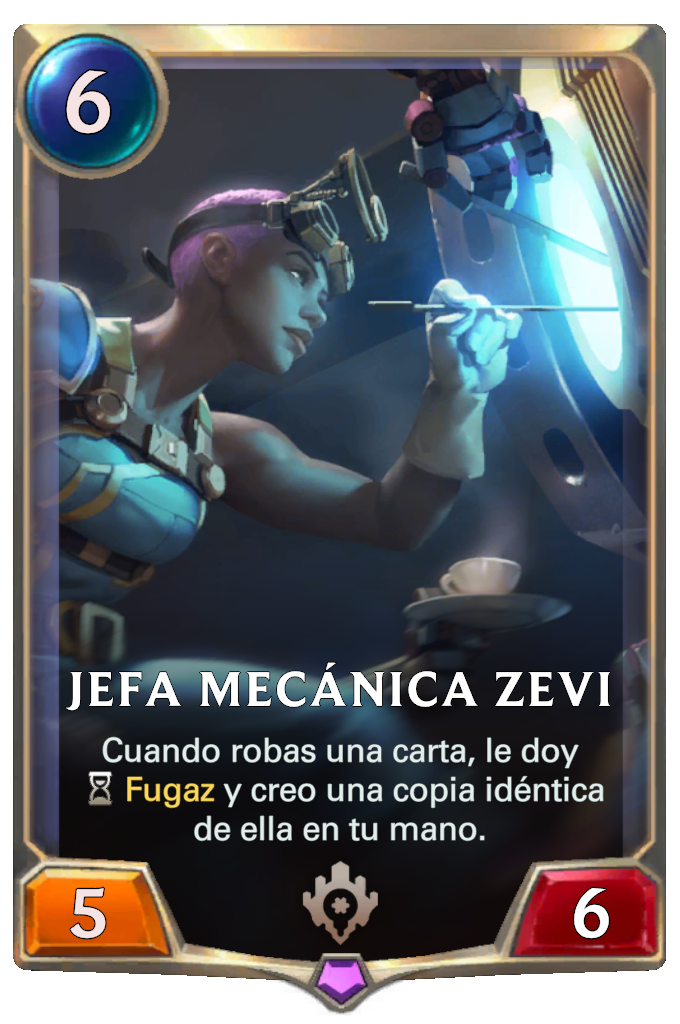 6
JEFA MECÁNICA ZEVI
Cuando robas una carta, le doy
Fugaz y creo una copia idéntica
de ella en tu mano.
5
6